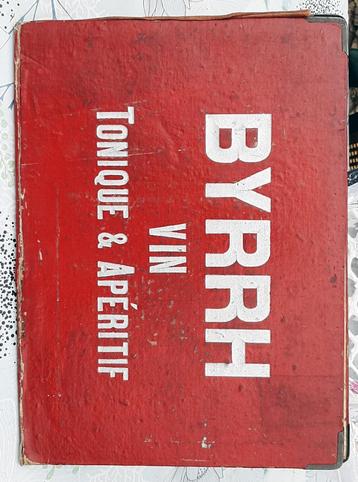 BYRRH
VIN
TONIQUE & APÉRITIF